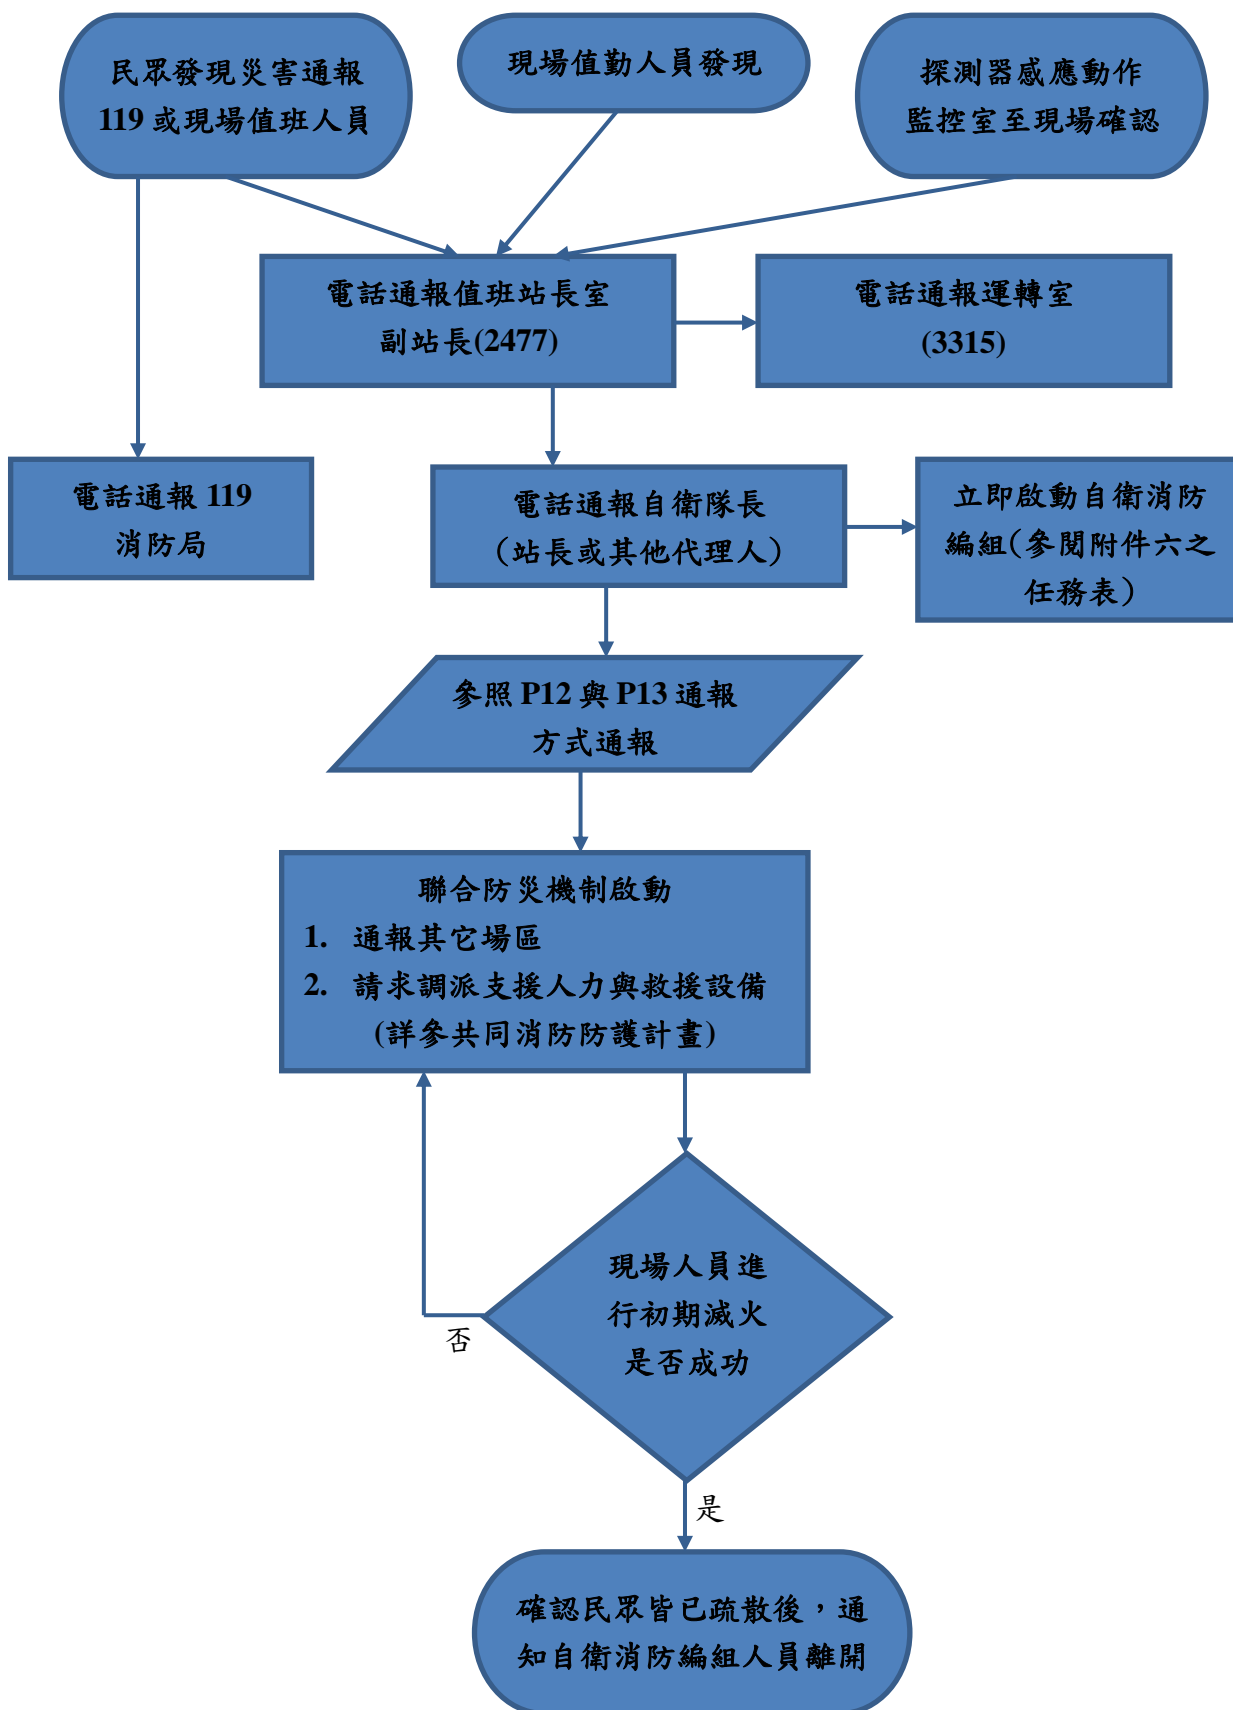 民眾發現災害通報
119或現場值班人員
現場值勤人員發現
探測器感應動作
監控室至現場確認
電話通報值班站長室
副站長(2477)
電話通報運轉室
(3315)
電話通報 119
消防局
電話通報自衛隊長
(站長或其他代理人)
立即啟動自衛消防
編組(參閱附件六之
任務表)
參照 P12 與 P13 通報
方式通報
聯合防災機制啟動
1. 通報其它場區
2. 請求調派支援人力與救援設備
(詳參共同消防防護計畫)
現場人員進
行初期滅火
是否成功
否
是
確認民眾皆已疏散後，通
知自衛消防編組人員離開